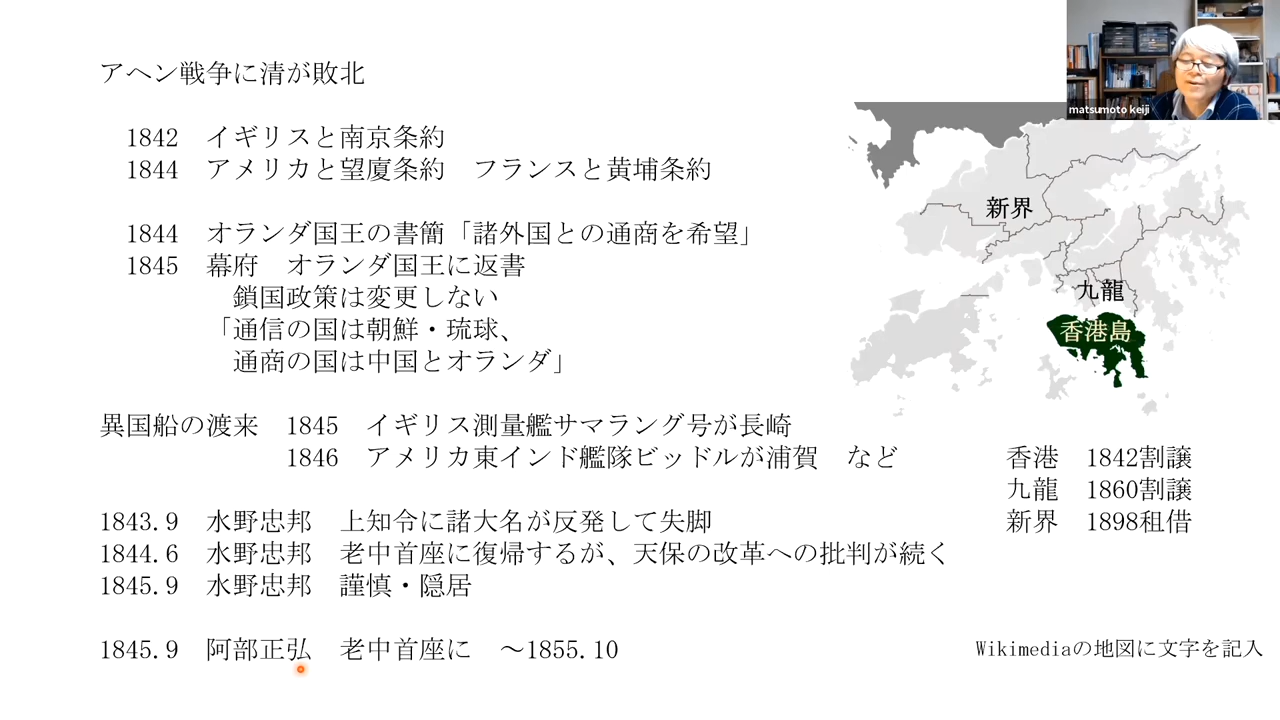 アヘン戦争に清が敗北
1842　イギリスと南京条約
1844　アメリカと望廈条約　フランスと黄埔条約
1844　オランダ国王の書簡「諸外国との通商を希望」
1845　幕府　オランダ国王に返書
鎖国政策は変更しない
「通信の国は朝鮮・琉球、
通商の国は中国とオランダ」
異国船の渡来　1845　イギリス測量艦サマラング号が長崎
1846　アメリカ東インド艦隊ビッドルが浦賀　など
1843.9　水野忠邦　上知令に諸大名が反発して失脚
1844.6　水野忠邦　老中首座に復帰するが、天保の改革への批判が続く
1845.9　水野忠邦　謹慎・隠居
1845.9　阿部正弘　老中首座に　～1855.10
matsumoto keiji
新界
九龍
香港島
香港　1842割譲
九龍　1860割譲
新界　1898租借
Wikimediaの地図に文字を記入